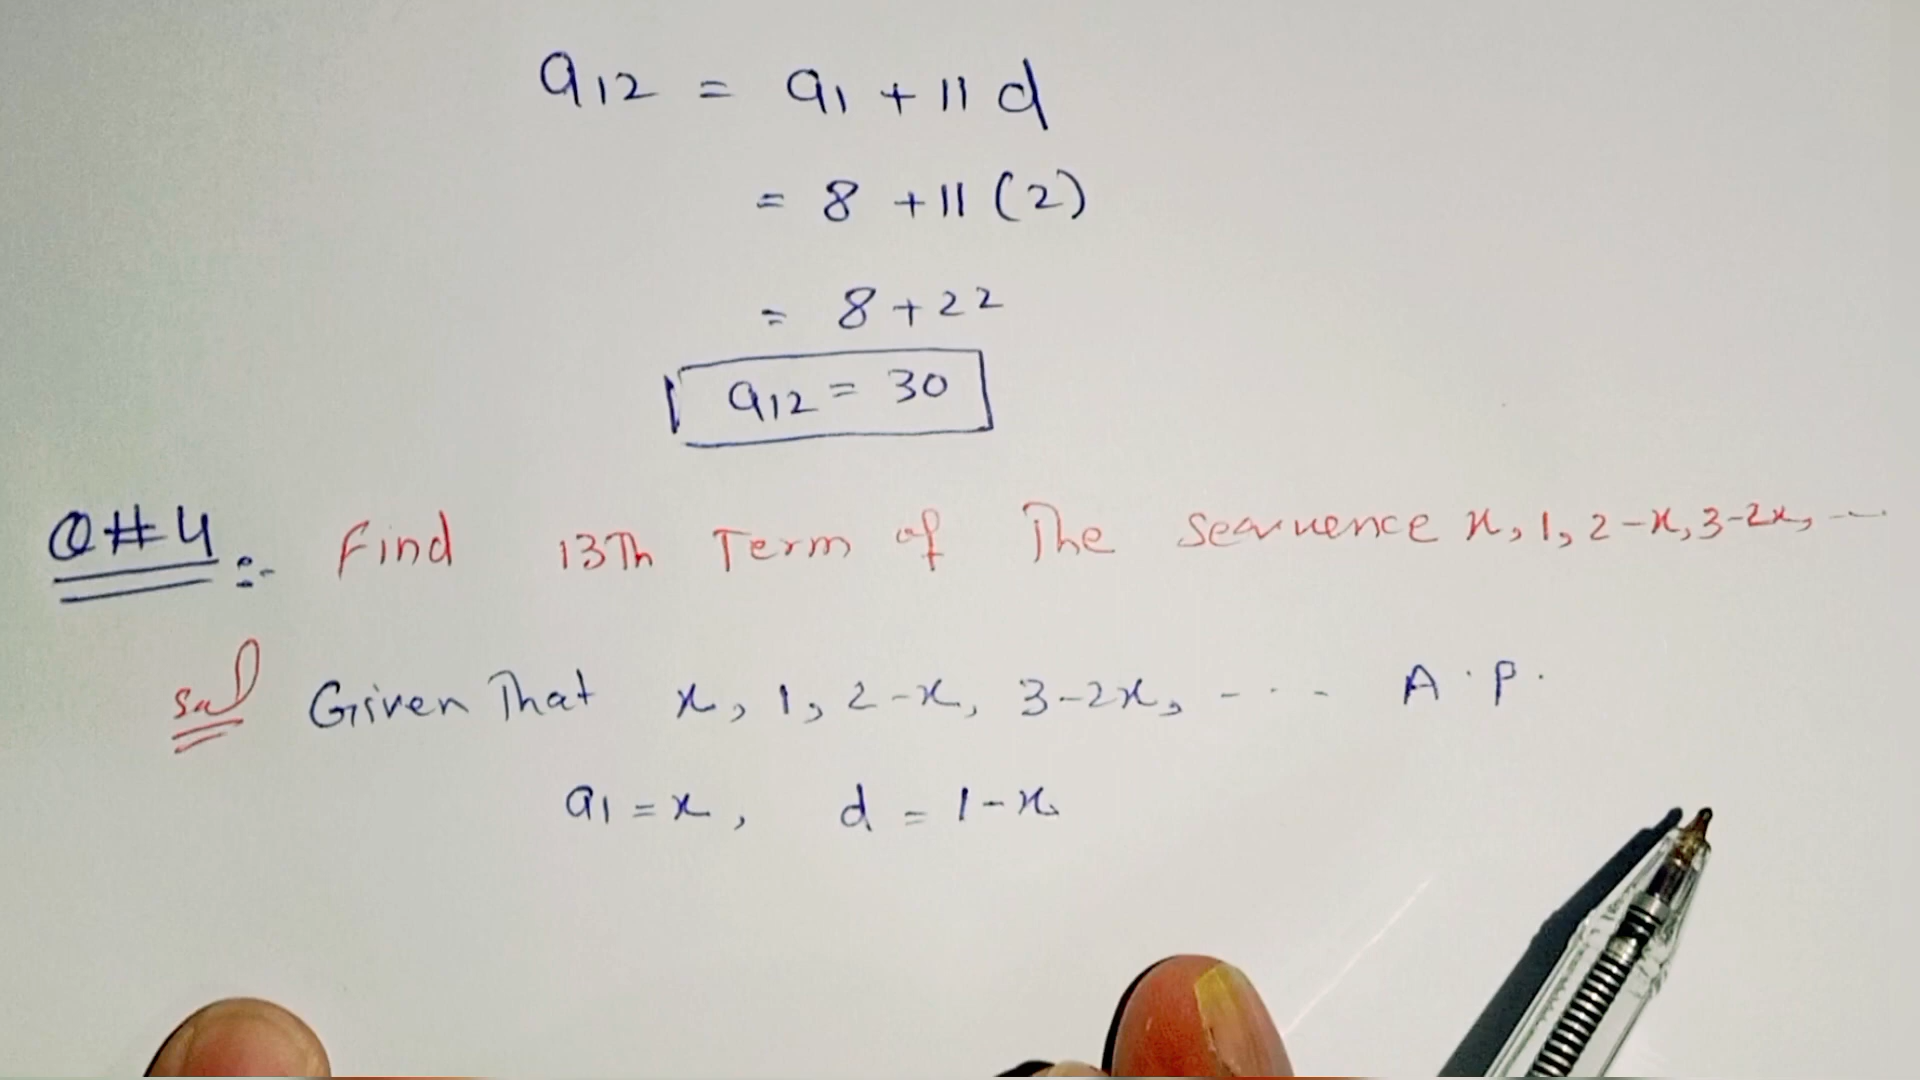 a12 = a1 + 11 d
= 8 + 11 (2)
= 8 + 22
a12 = 30
Q#4:- Find 13Th Term of The Sequence x, 1, 2-x, 3-2x, ---
Sol Given That x, 1, 2-x, 3-2x, ---- A.P.
a1 = x, d = 1-x